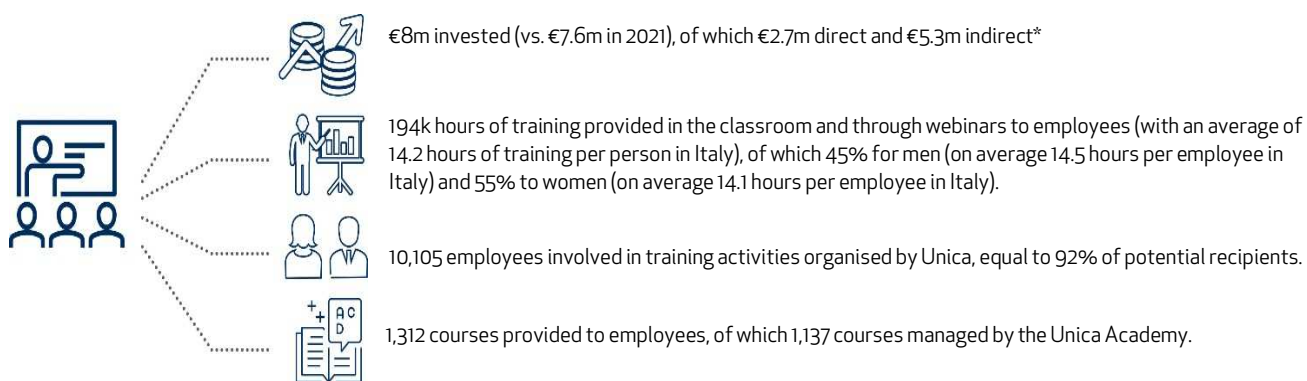 €8m invested (vs. €7.6m in 2021), of which €2.7m direct and €5.3m indirect*
194k hours of training provided in the classroom and through webinars to employees (with an average of
14.2 hours of training per person in Italy), of which 45% for men (on average 14.5 hours per employee in
Italy) and 55% to women (on average 14.1 hours per employee in Italy).
10,105 employees involved in training activities organised by Unica, equal to 92% of potential recipients.
A C
D
1,312 courses provided to employees, of which 1,137 courses managed by the Unica Academy.